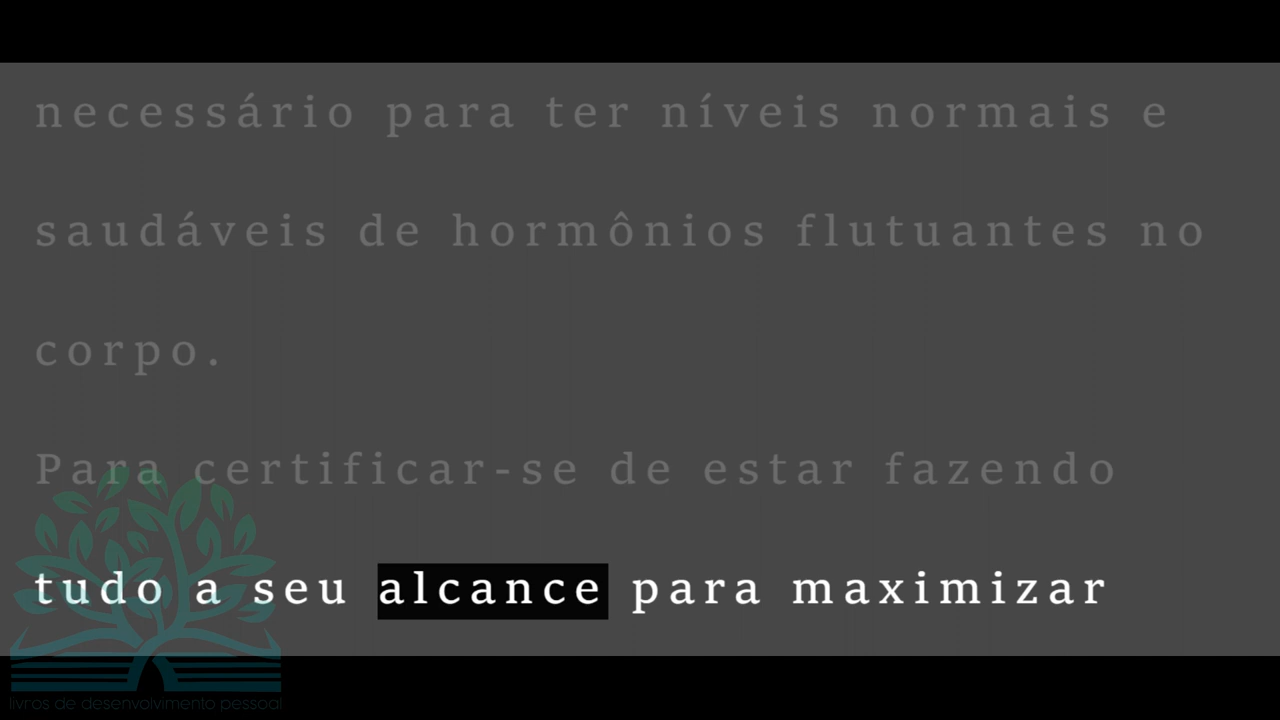 necessário para ter níveis normais e
saudáveis de hormônios flutuantes no
corpo.
Para certificar-se de estar fazendo
tudo a seu alcance para maximizar
livros de desenvolvimento pessoal